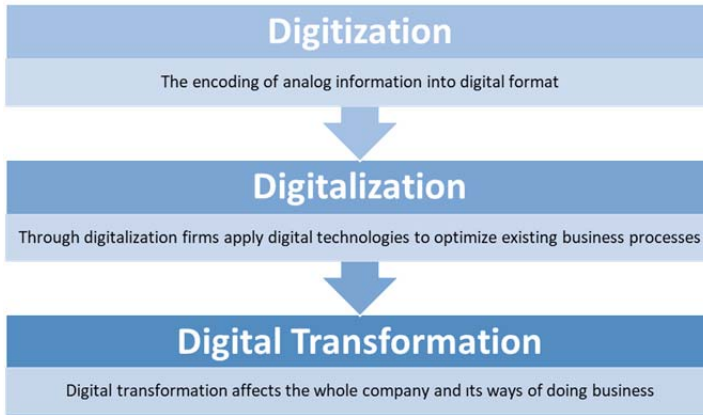 Digitization
The encoding of analog information into digital format
Digitalization
Through digitalization firms apply digital technologies to optimize existing business processes
Digital Transformation
Digital transformation affects the whole company and its ways of doing business